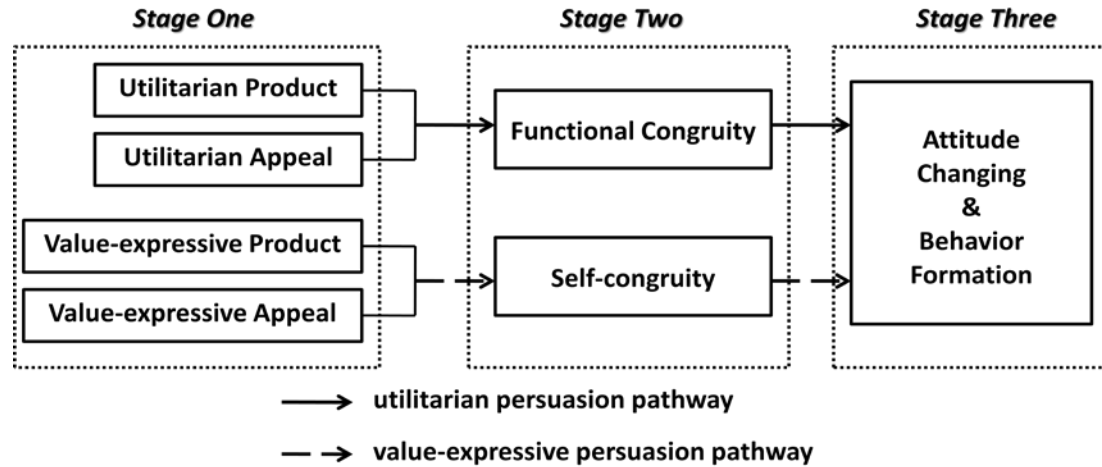 Stage One
Stage Two
Stage Three
Utilitarian Product
Utilitarian Appeal
Value-expressive Product
Value-expressive Appeal
Functional Congruity
Self-congruity
Attitude
Changing
&
Behavior
Formation
utilitarian persuasion pathway
value-expressive persuasion pathway